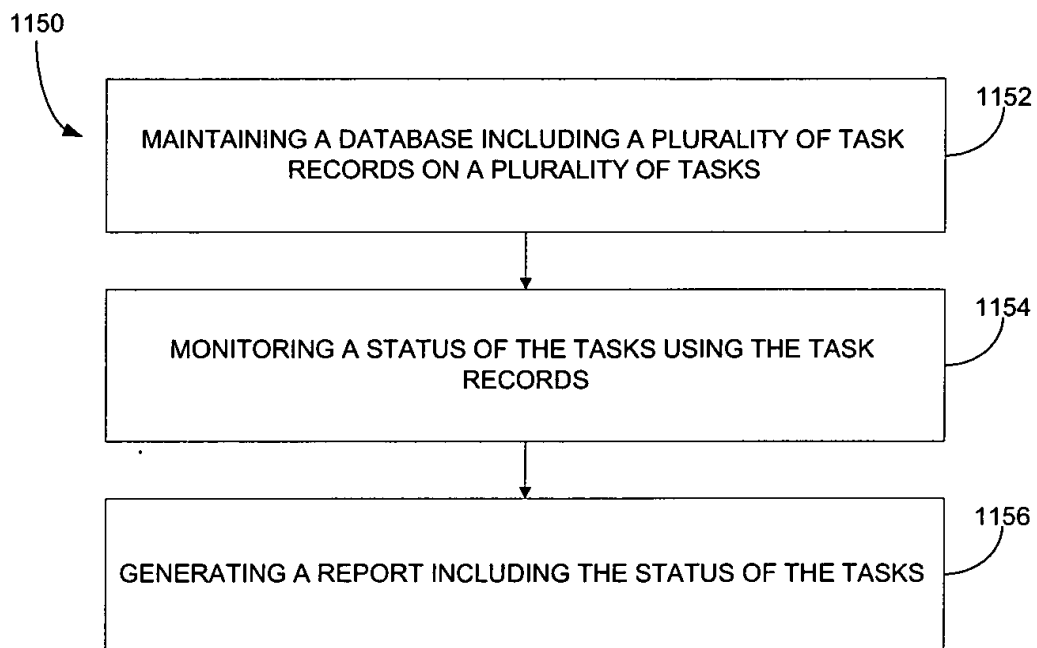 1150
1152
MAINTAINING A DATABASE INCLUDING A PLURALITY OF TASK
RECORDS ON A PLURALITY OF TASKS
1154
MONITORING A STATUS OF THE TASKS USING THE TASK
RECORDS
1156
GENERATING A REPORT INCLUDING THE STATUS OF THE TASKS